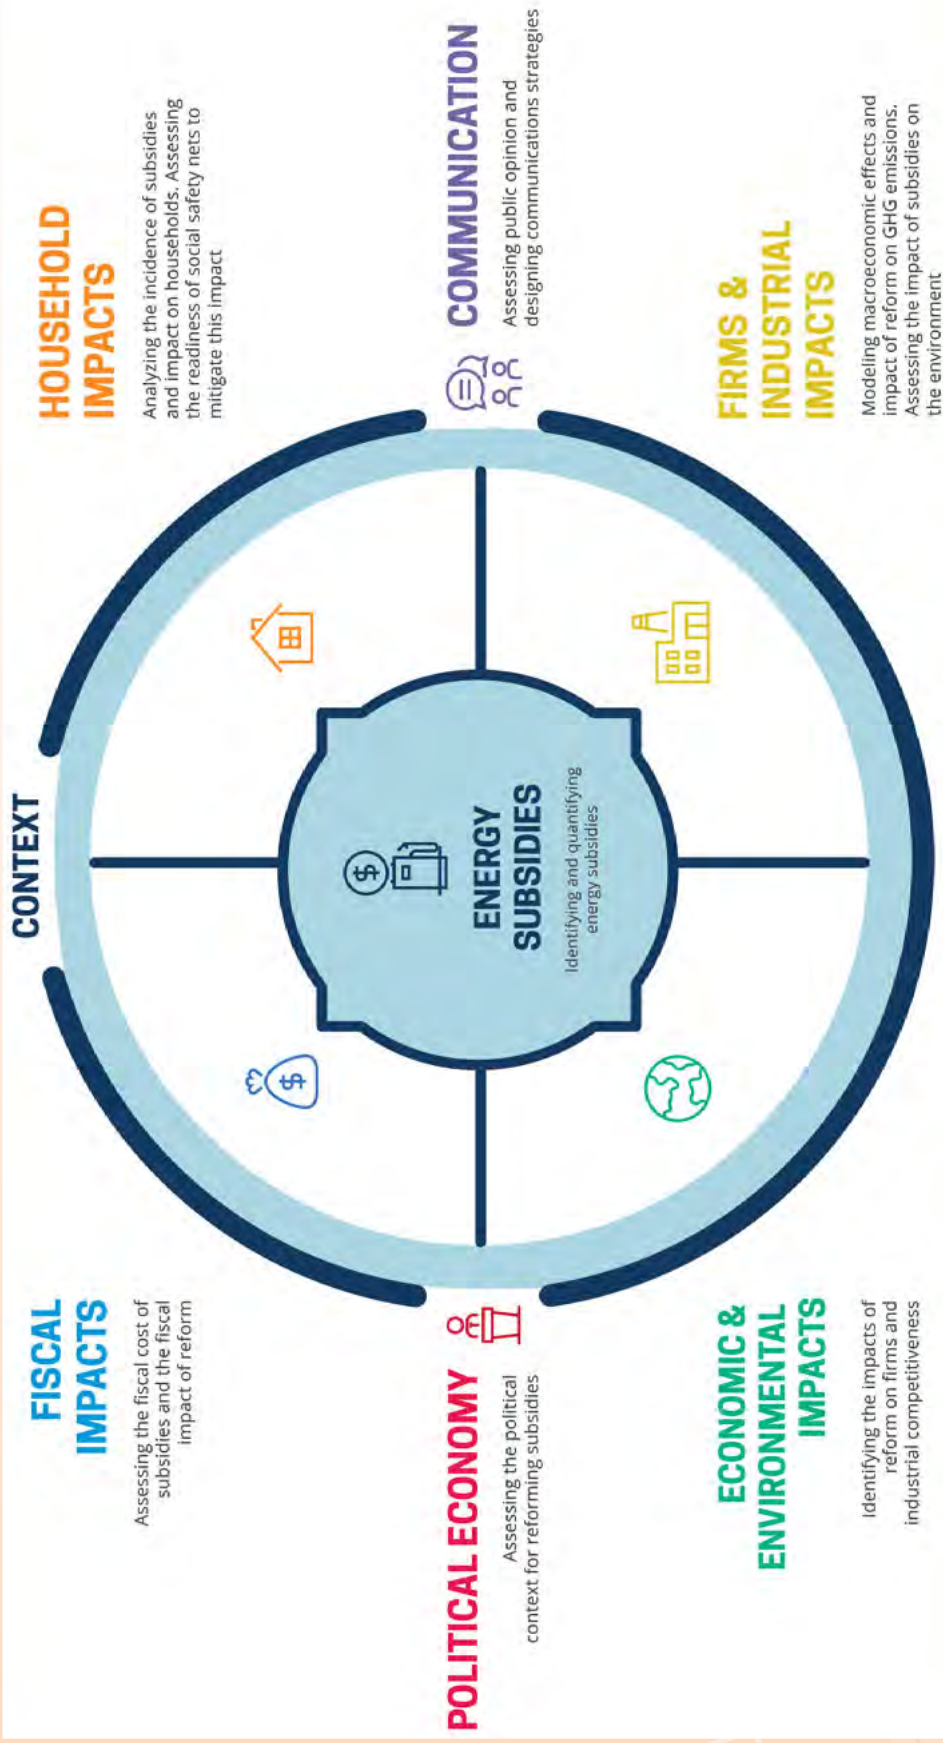 CONTEXT
FISCAL
IMPACTS
Assessing the fiscal cost of
subsidies and the fiscal
impact of reform
HOUSEHOLD
IMPACTS
Analyzing the incidence of subsidies
and impact on households. Assessing
the readiness of social safety nets to
mitigate this impact
POLITICAL ECONOMY
Assessing the political
context for reforming subsidies
$
$
ENERGY
SUBSIDIES
Identifying and quantifying
energy subsidies
COMMUNICATION
Assessing public opinion and
designing communications strategies
ECONOMIC &
ENVIRONMENTAL
IMPACTS
Identifying the impacts of
reform on firms and
industrial competitiveness
FIRMS &
INDUSTRIAL
IMPACTS
Modeling macroeconomic effects and
impact of reform on GHG emissions.
Assessing the impact of subsidies on
the environment